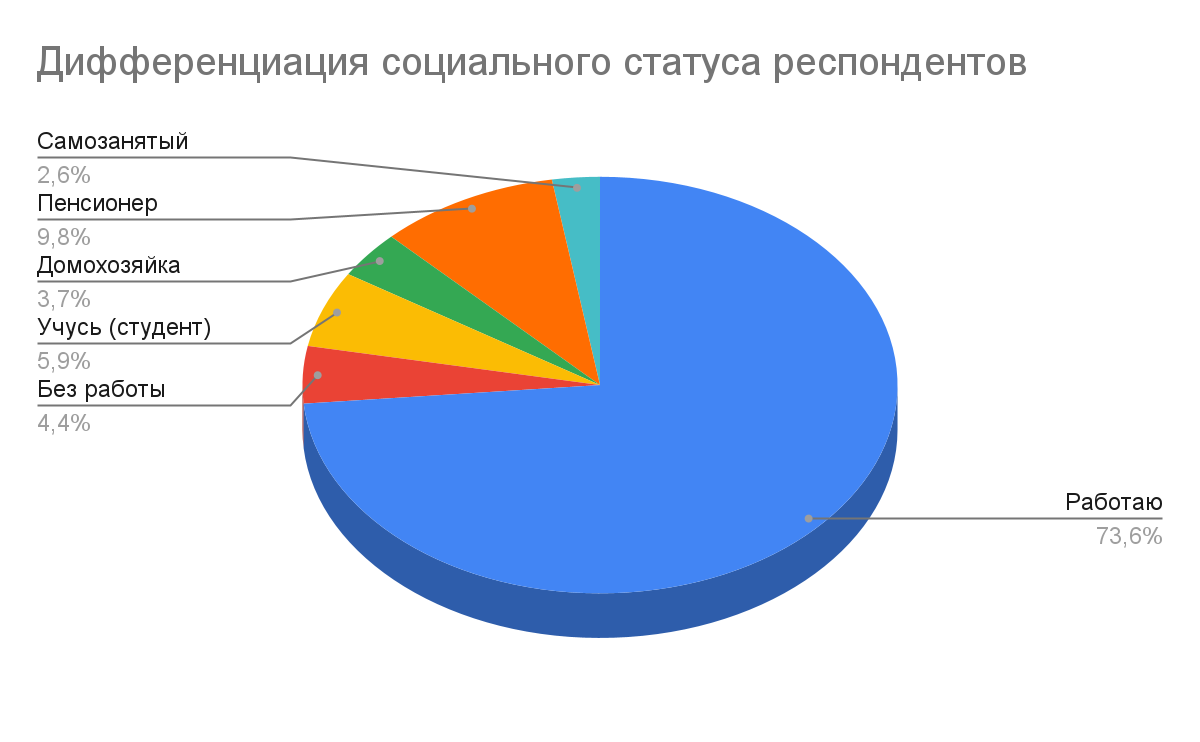 Дифференциация социального статуса респондентов
Самозанятый
2,6%
Пенсионер
9,8%
Домохозяйка
3,7%
Учусь (студент)
5,9%
Без работы
4,4%
Работаю
73,6%